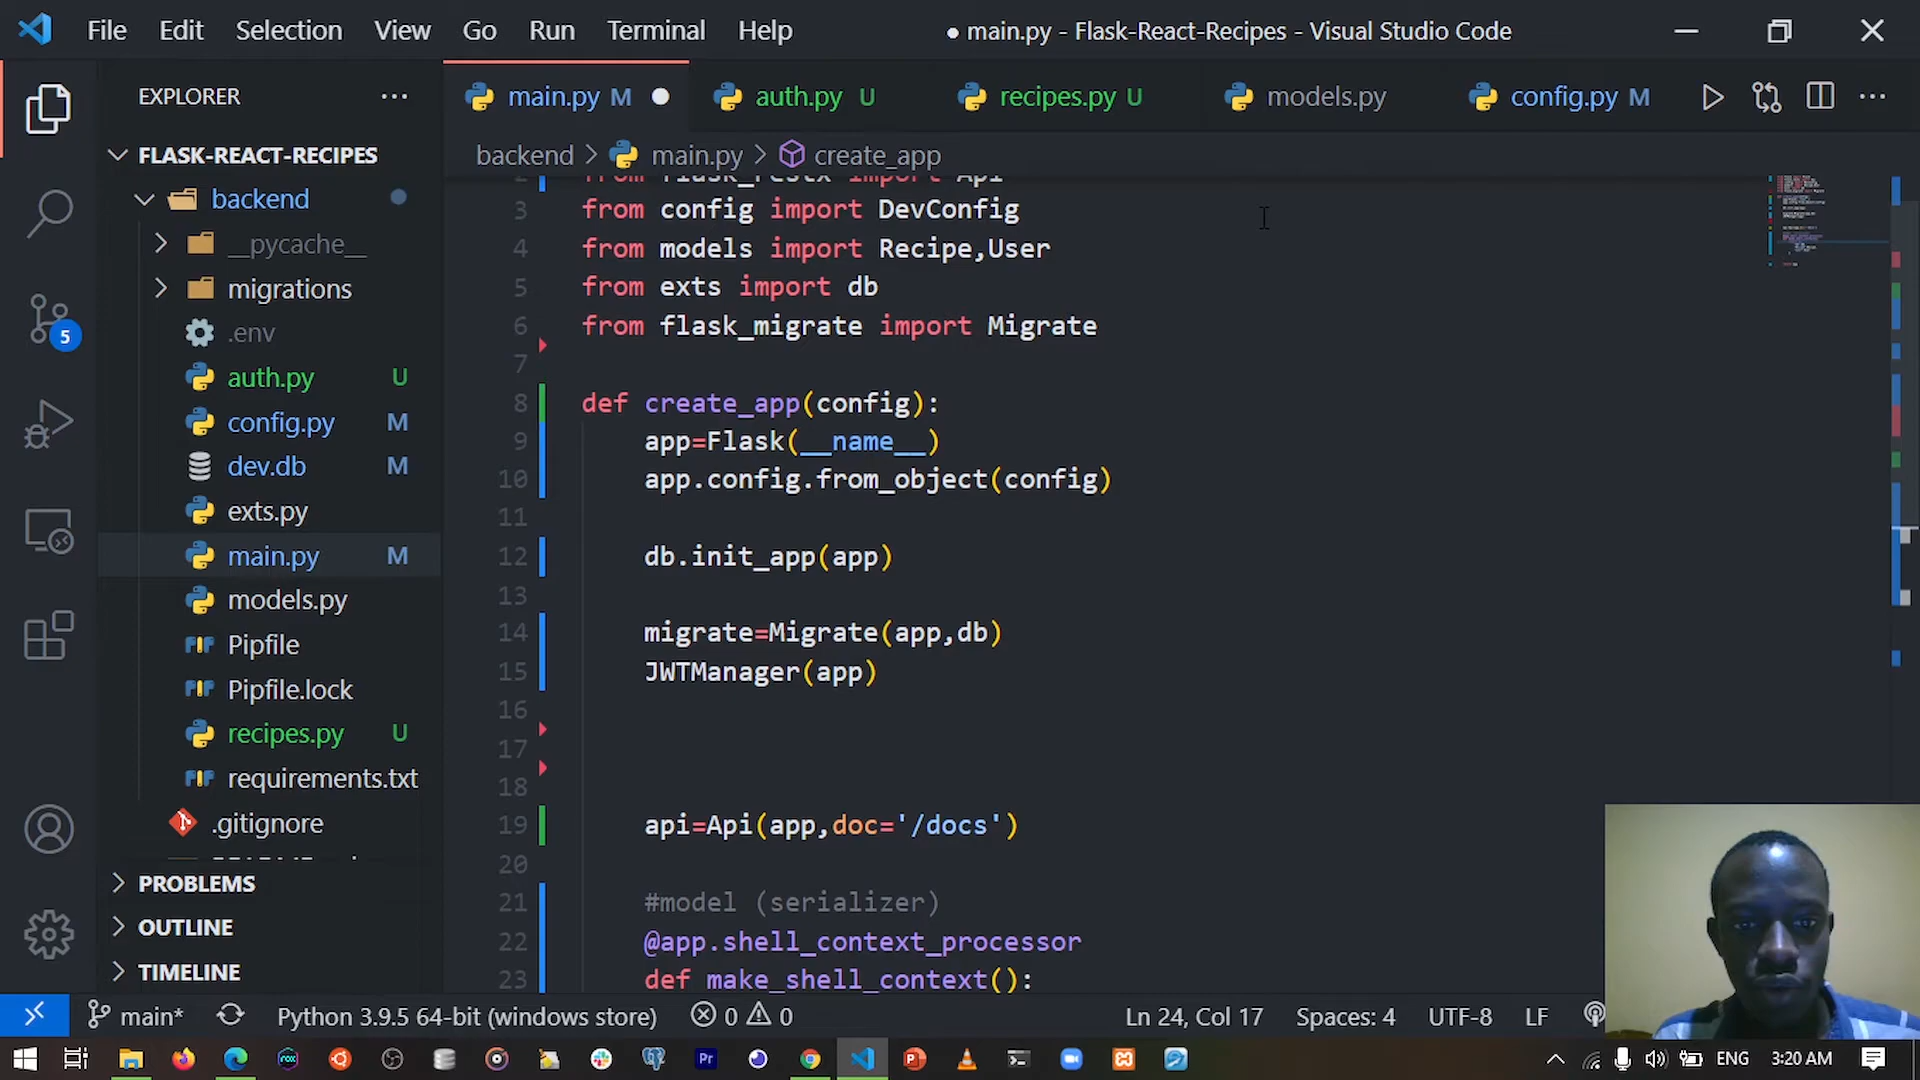 File Edit Selection View Go Run Terminal Help
● main.py - Flask-React-Recipes - Visual Studio Code
EXPLORER
main.py M
auth.py U
recipes.py U
models.py
config.py M
FLASK-REACT-RECIPES
backend
__pycache__
migrations
.env
auth.py U
config.py M
dev.db M
exts.py
main.py M
models.py
Pipfile
Pipfile.lock
recipes.py U
requirements.txt
.gitignore
PROBLEMS
OUTLINE
TIMELINE
backend > main.py > create_app
2 from flask_restx import Api
3 from config import DevConfig
4 from models import Recipe,User
5 from exts import db
6 from flask_migrate import Migrate
7
8 def create_app(config):
9 app=Flask(__name__)
10 app.config.from_object(config)
11
12 db.init_app(app)
13
14 migrate=Migrate(app,db)
15 JWTManager(app)
16
17
18
19 api=Api(app,doc='/docs')
20
21 #model (serializer)
22 @app.shell_context_processor
23 def make_shell_context():
5
main* Python 3.9.5 64-bit (windows store) 0 0 Ln 24, Col 17 Spaces: 4 UTF-8 LF
ENG 3:20 AM